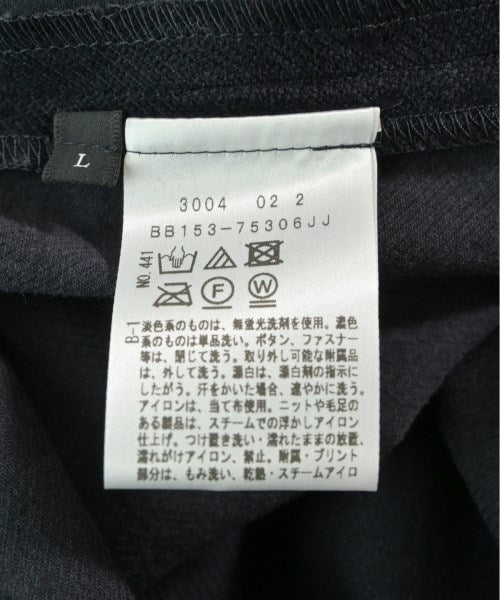 L
3004 02 2
BB153-75306JJ
NO.441
F
W
B-1
淡色系のものは、無蛍光洗剤を使用。濃色
系のものは単品洗い。ボタン、ファスナー
等は、閉じて洗う。取り外し可能な附属品
は、外して洗う。漂白は、漂白剤の指示に
したがう。汗をかいた場合、速やかに洗う。
アイロンは、当て布使用。ニットや毛足の
ある製品は、スチームでの浮かしアイロン
仕上げ。つけ置き洗い・濡れたままの放置、
濡れがけアイロン、禁止。附属・プリント
部分は、もみ洗い、乾熱・スチームアイロ